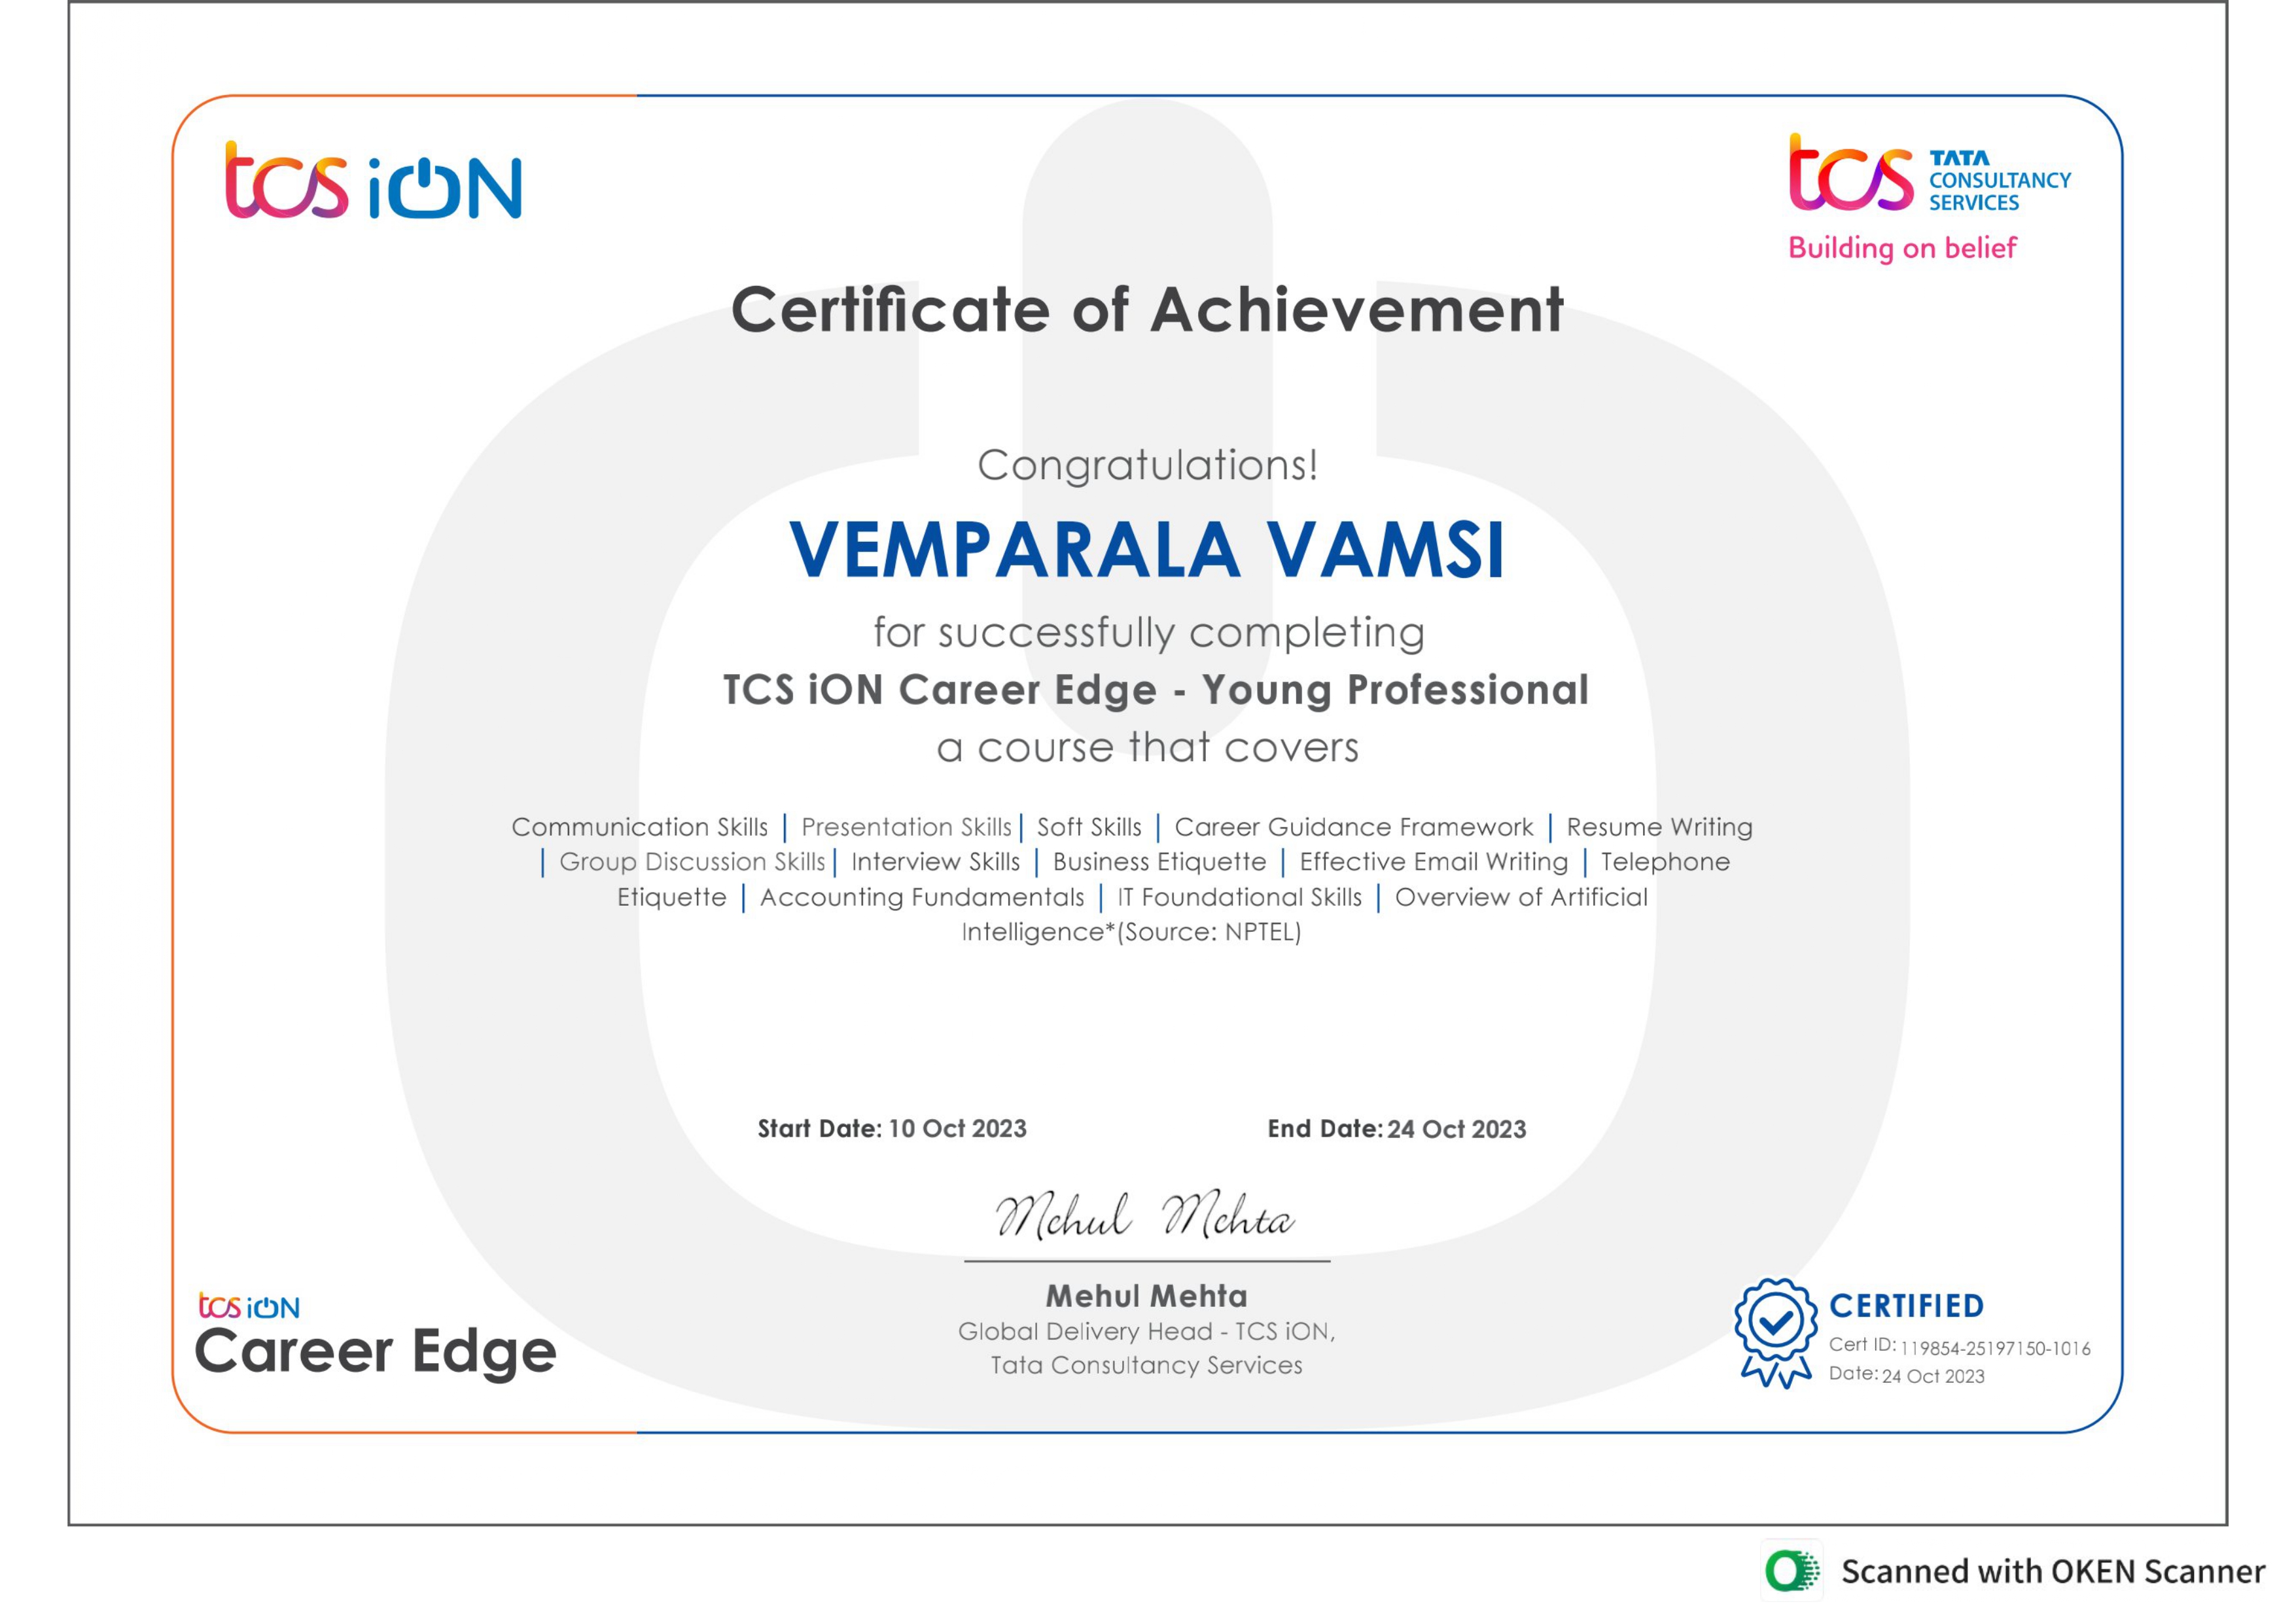 tcs iON
tcs TATA
CONSULTANCY
SERVICES
Building on belief
Certificate of Achievement
Congratulations!
VEMPARALA VAMSI
for successfully completing
TCS iON Career Edge - Young Professional
a course that covers
Communication Skills | Presentation Skills | Soft Skills | Career Guidance Framework | Resume Writing
| Group Discussion Skills | Interview Skills | Business Etiquette | Effective Email Writing | Telephone
Etiquette | Accounting Fundamentals | IT Foundational Skills | Overview of Artificial
Intelligence*(Source: NPTEL)
Start Date: 10 Oct 2023 End Date: 24 Oct 2023
Mehul Mehta
Mehul Mehta
Global Delivery Head - TCS iON,
Tata Consultancy Services
tcs iON
Career Edge
CERTIFIED
Cert ID: 119854-25197150-1016
Date: 24 Oct 2023
Scanned with OKEN Scanner